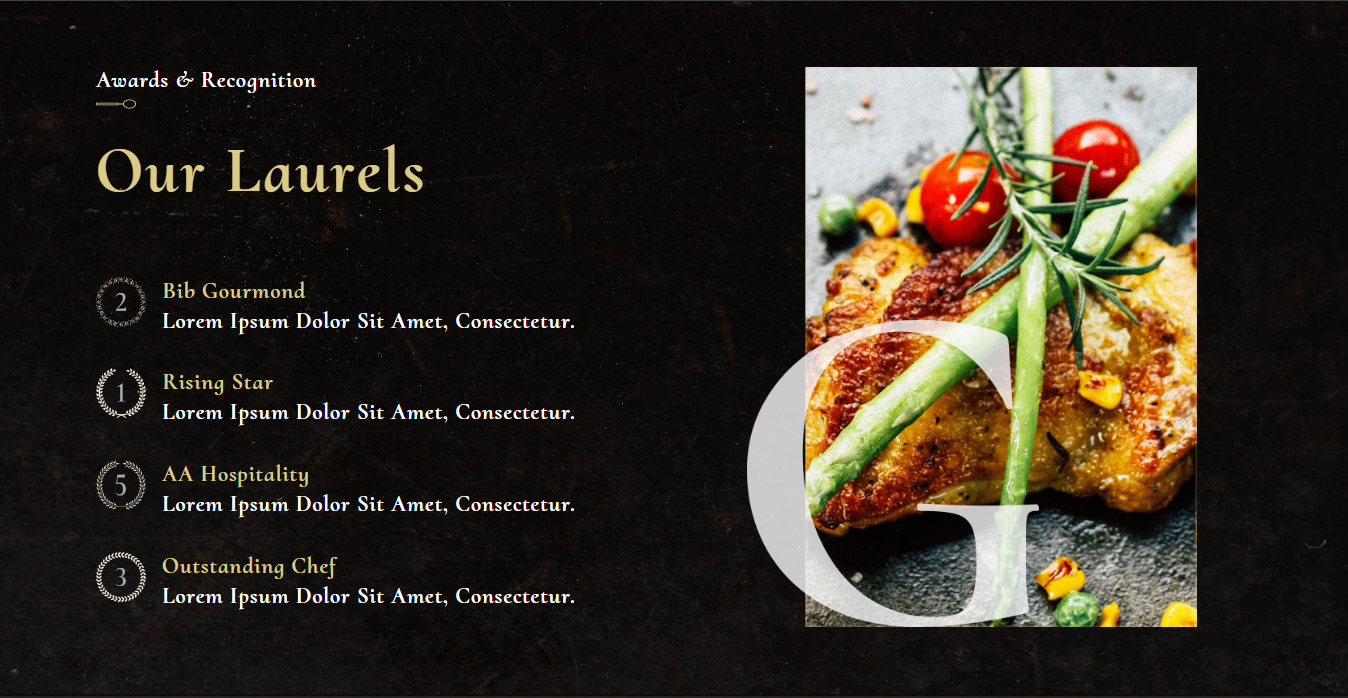 Awards & Recognition
Our Laurels
2
Bib Gourmond
Lorem Ipsum Dolor Sit Amet, Consectetur.
1
Rising Star
Lorem Ipsum Dolor Sit Amet, Consectetur.
5
AA Hospitality
Lorem Ipsum Dolor Sit Amet, Consectetur.
3
Outstanding Chef
Lorem Ipsum Dolor Sit Amet, Consectetur.
G